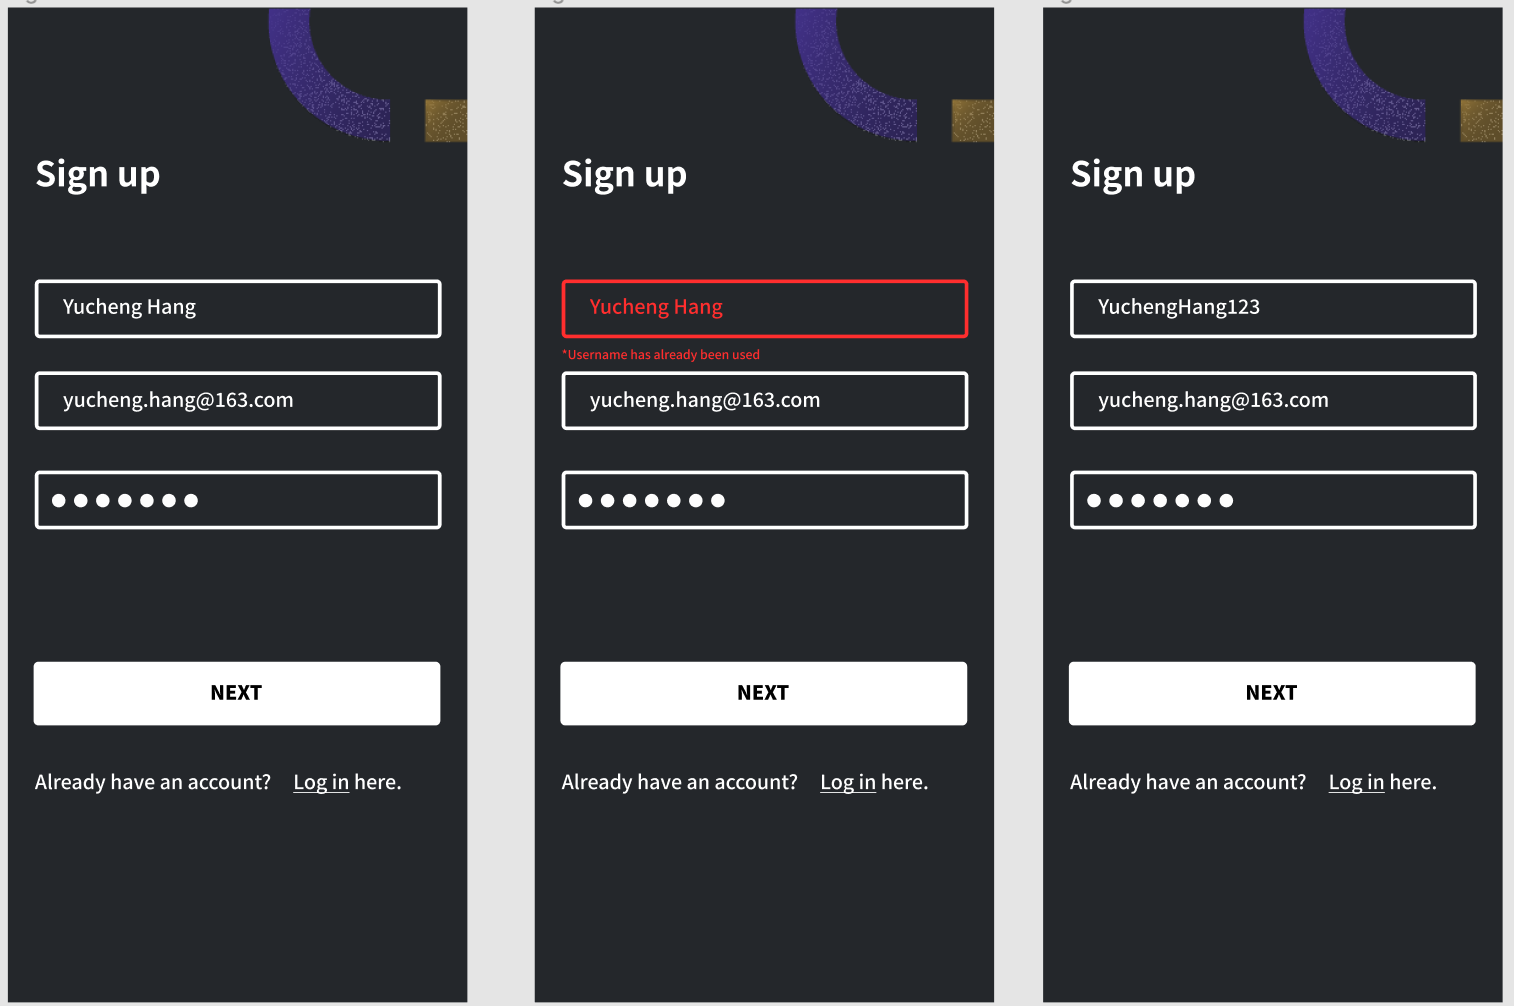 Sign up
Yucheng Hang
yucheng.hang@163.com
NEXT
Already have an account? Log in here.
Sign up
Yucheng Hang
*Username has already been used
yucheng.hang@163.com
NEXT
Already have an account? Log in here.
Sign up
YuchengHang123
yucheng.hang@163.com
NEXT
Already have an account? Log in here.